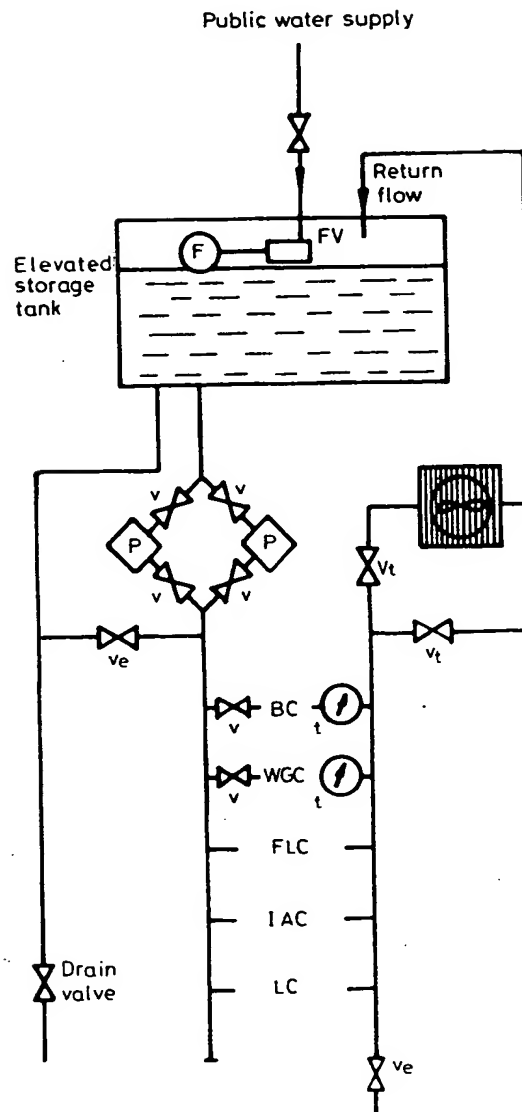 Public water supply
Return
flow
F
FV
Elevated
storage
tank
v
v
P
P
v
v
Vt
ve
vt
BC
v
t
WGC
v
t
FLC
IAC
LC
Drain
valve
ve